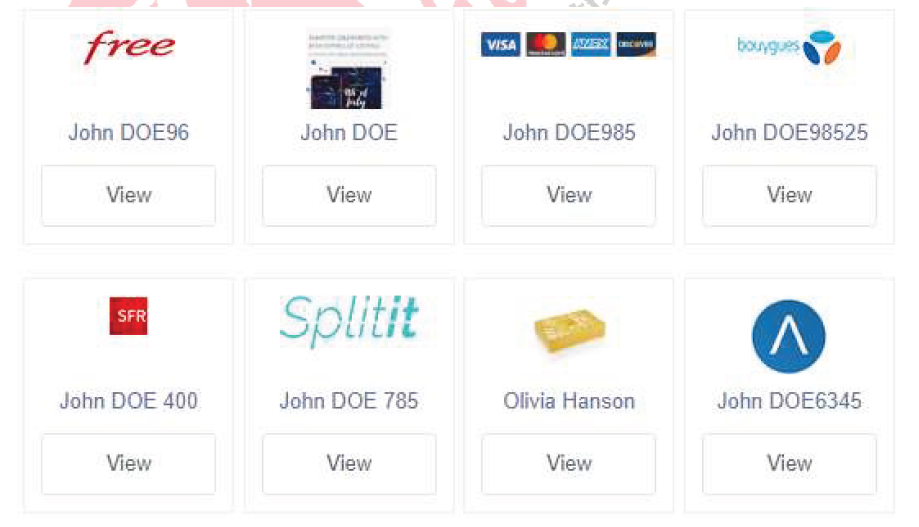 free
VISA AMEX DISCOVER bouygues
John DOE96 John DOE John DOE985 John DOE98525
View View View View
SFR Splitit
John DOE 400 John DOE 785 Olivia Hanson John DOE6345
View View View View